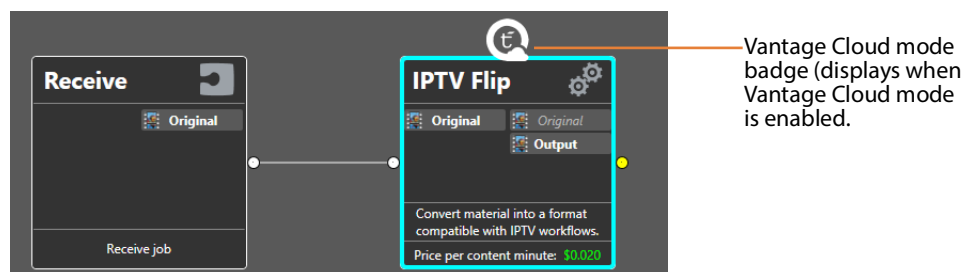 Receive
Original
Receive job
IPTV Flip
Original
Original
Output
Convert material into a format
compatible with IPTV workflows.
Price per content minute: $0.020
Vantage Cloud mode
badge (displays when
Vantage Cloud mode
is enabled.